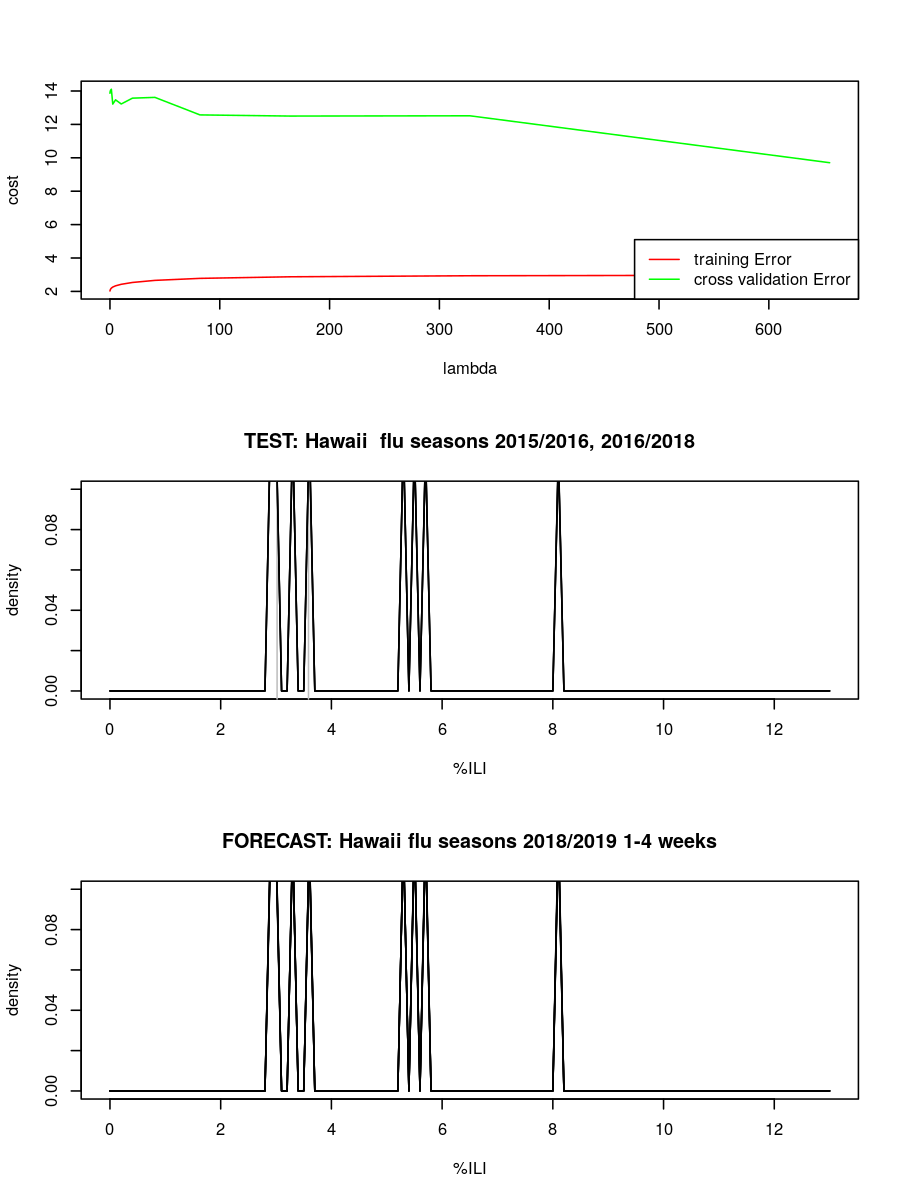 14
12
10
8
6
4
2
cost
training Error
cross validation Error
0 100 200 300 400 500 600
lambda
TEST: Hawaii  flu seasons 2015/2016, 2016/2018
0.08
0.04
0.00
density
0 2 4 6 8 10 12
%ILI
FORECAST: Hawaii flu seasons 2018/2019 1-4 weeks
0.08
0.04
0.00
density
0 2 4 6 8 10 12
%ILI